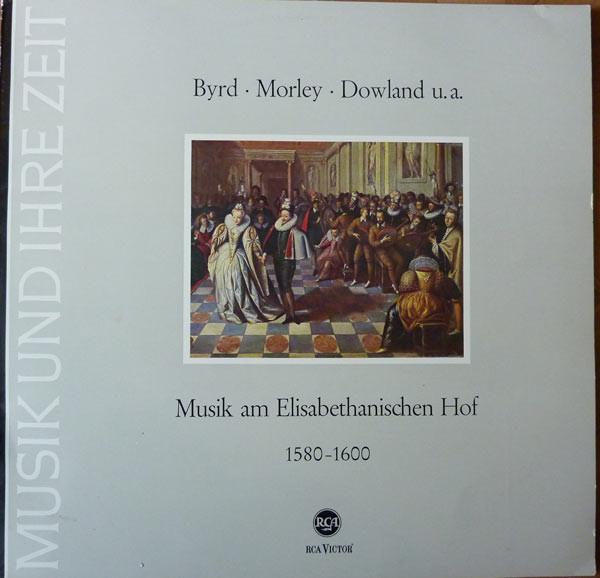 MUSIK UND IHRE ZEIT
Byrd · Morley · Dowland u. a.
Musik am Elisabethanischen Hof
1580-1600
RCA
RCA VICTOR